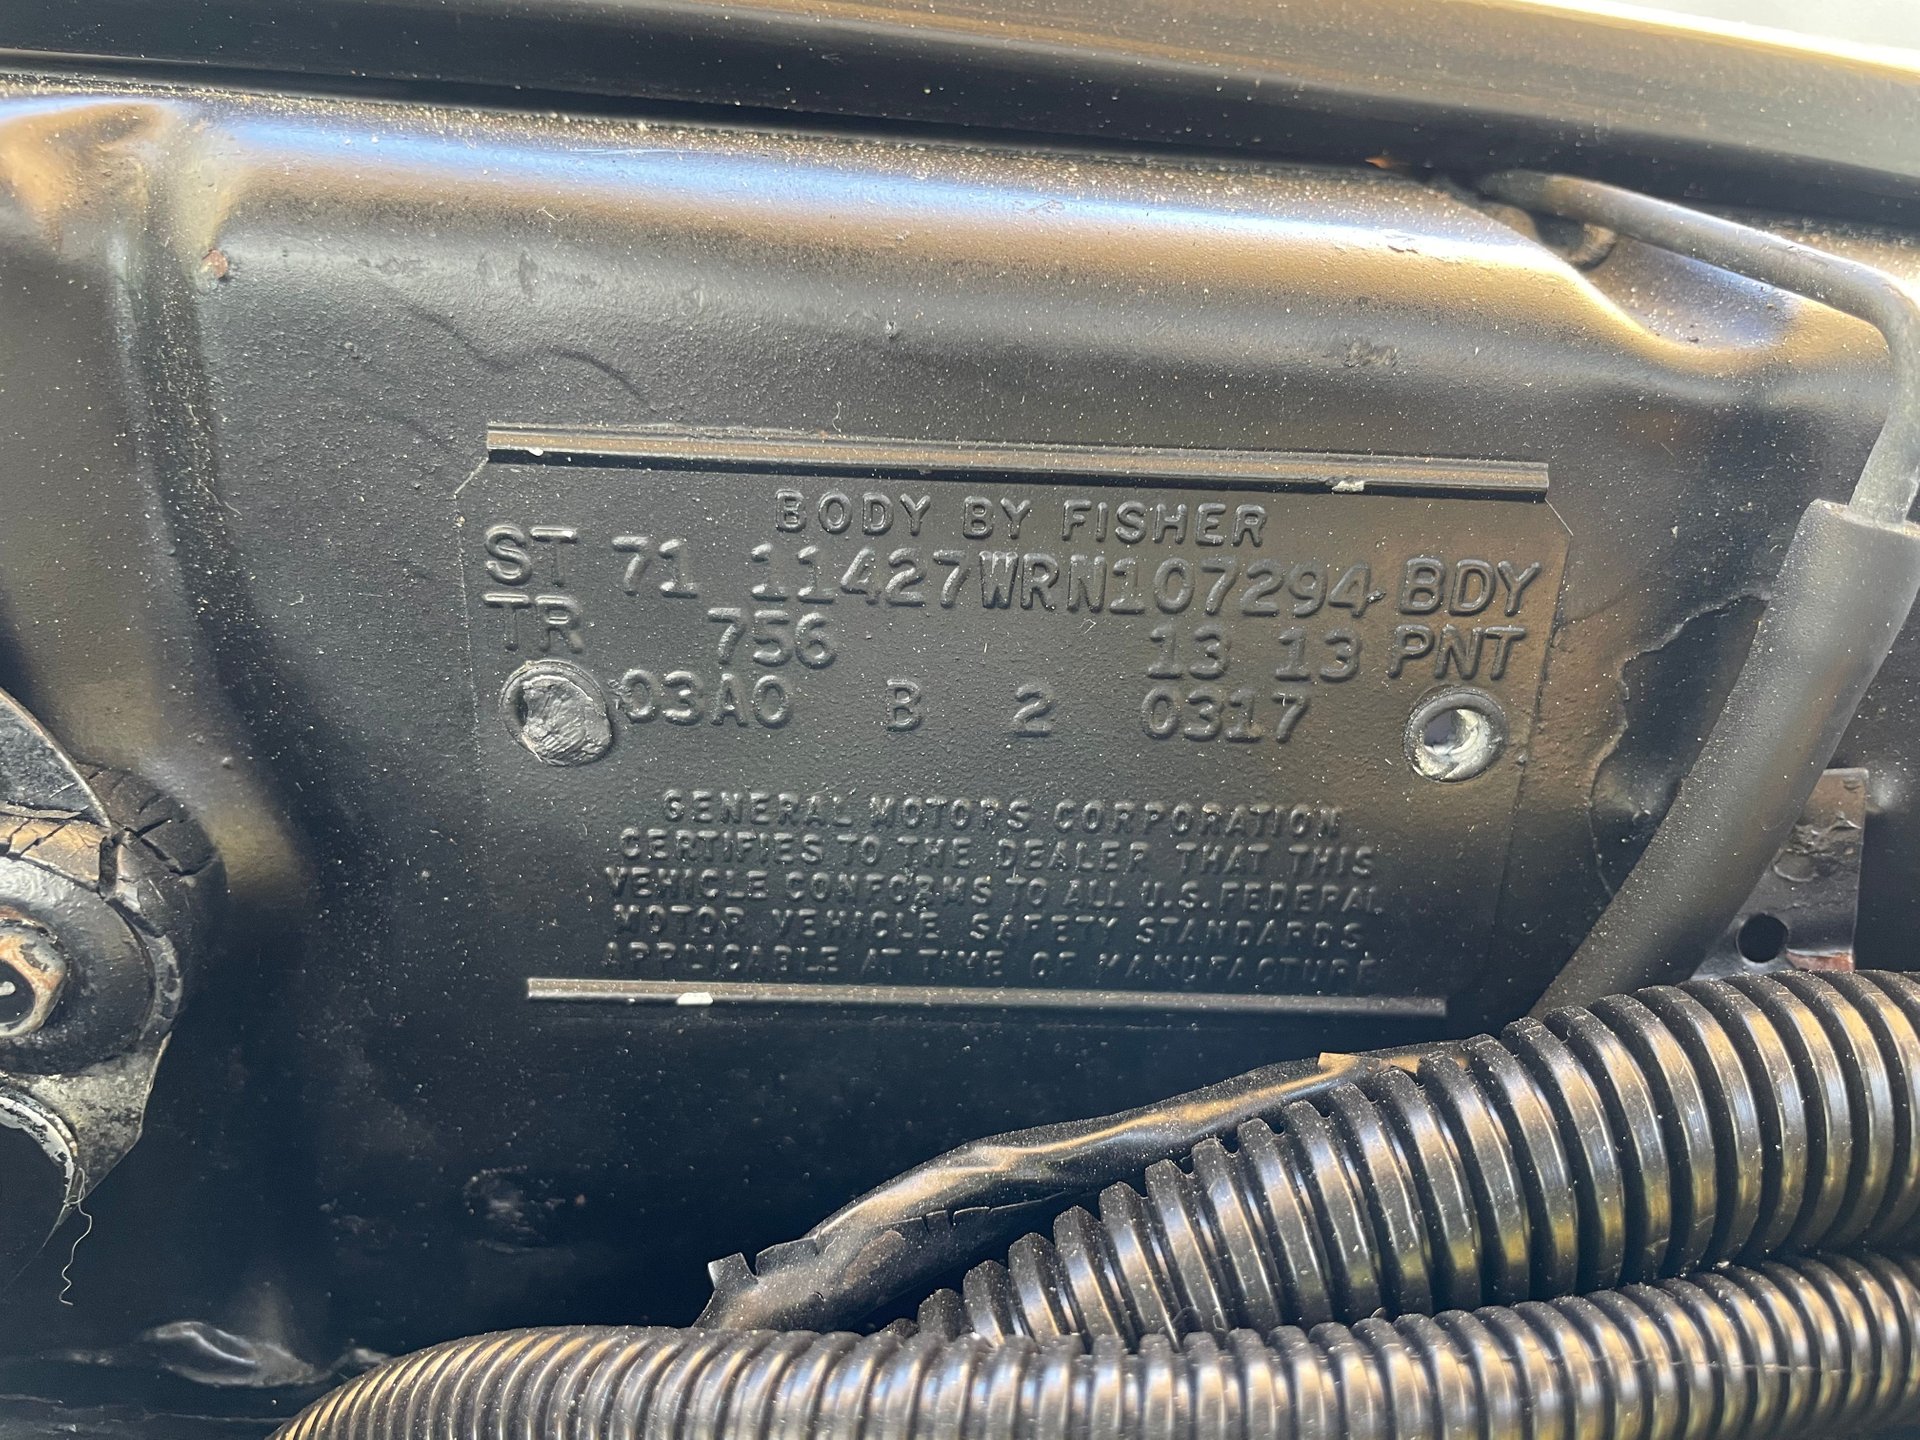 BODY BY FISHER
ST 71 11427WRN107294 BDY
TR 756 13 13 PNT
03A0 B 2 0317
GENERAL MOTORS CORPORATION
CERTIFIES TO THE DEALER THAT THIS
VEHICLE CONFORMS TO ALL U.S. FEDERAL
MOTOR VEHICLE SAFETY STANDARDS
APPLICABLE AT TIME OF MANUFACTURE